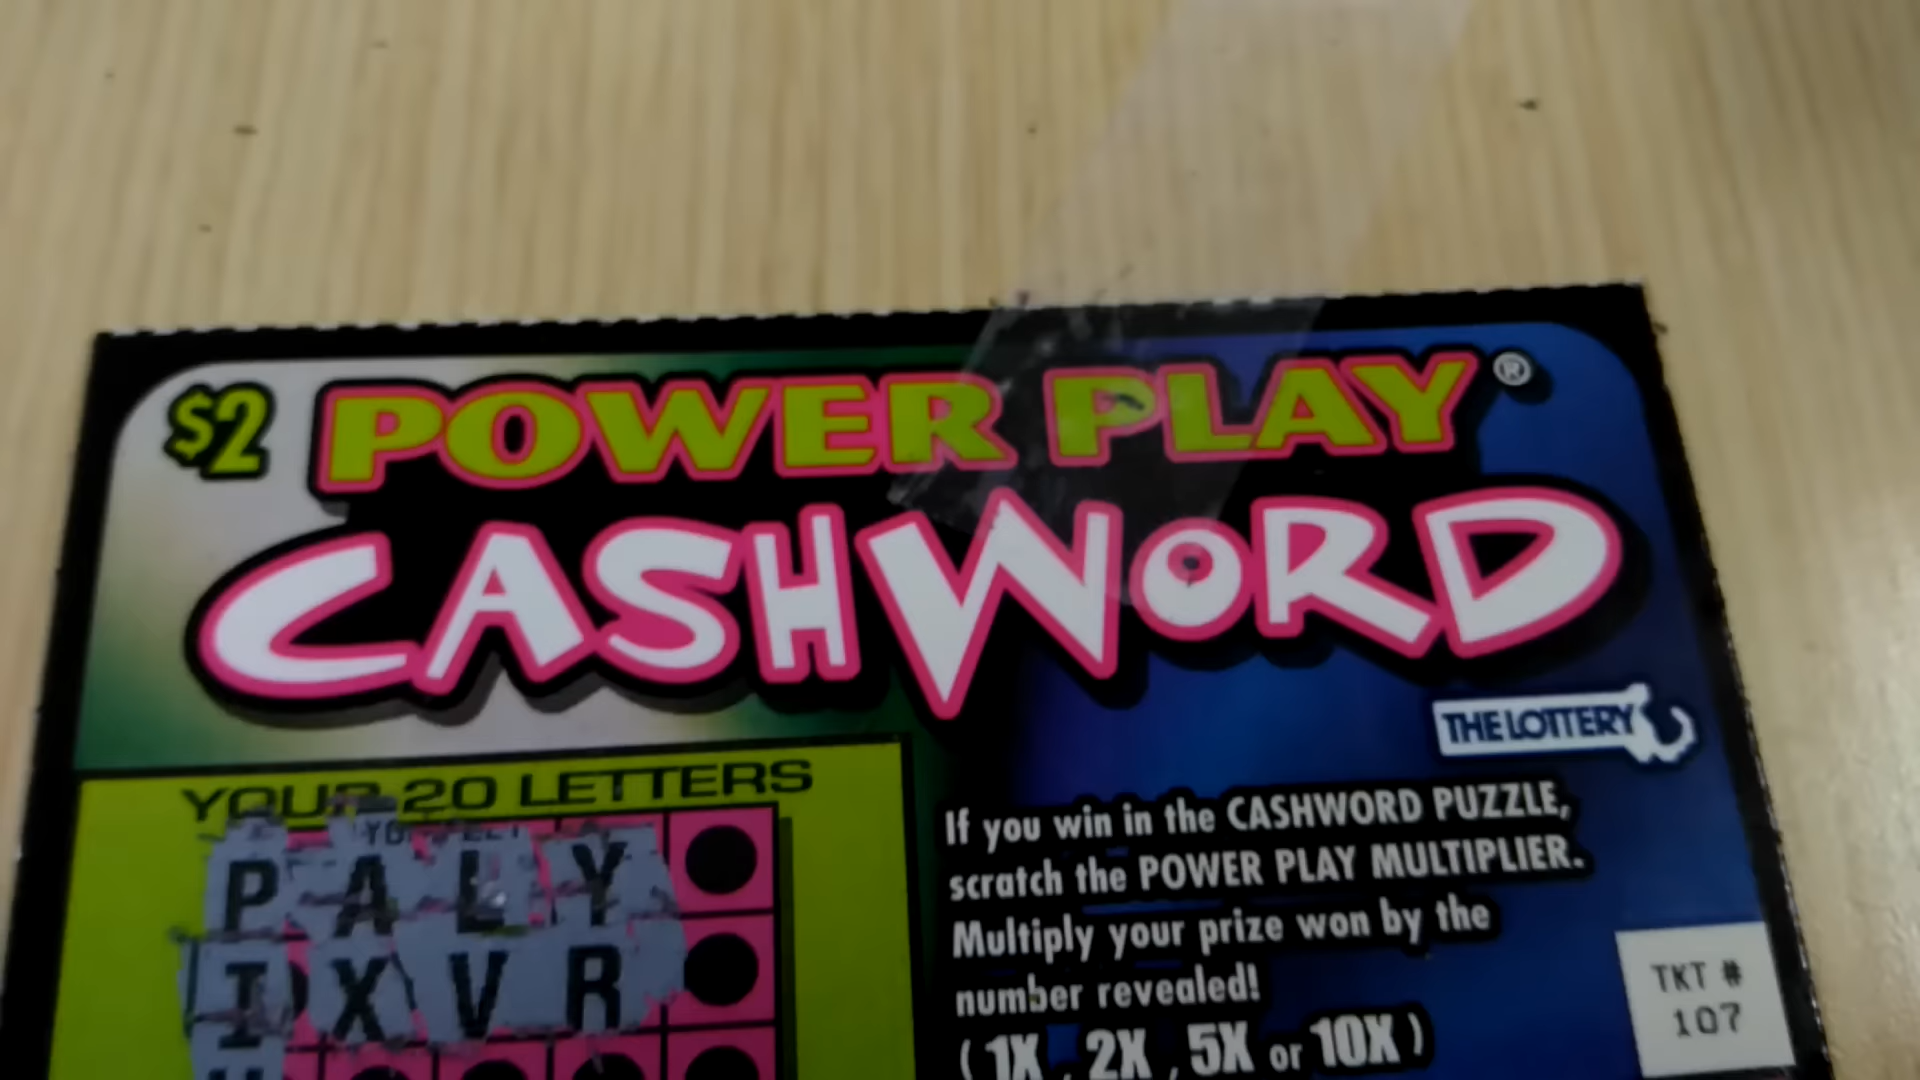 $2 POWER PLAY®
CASHWORD
THE LOTTERY
YOUR 20 LETTERS
P A L Y
I X V R
If you win in the CASHWORD PUZZLE,
scratch the POWER PLAY MULTIPLIER.
Multiply your prize won by the
number revealed!
(1X, 2X, 5X or 10X)
TKT #
107